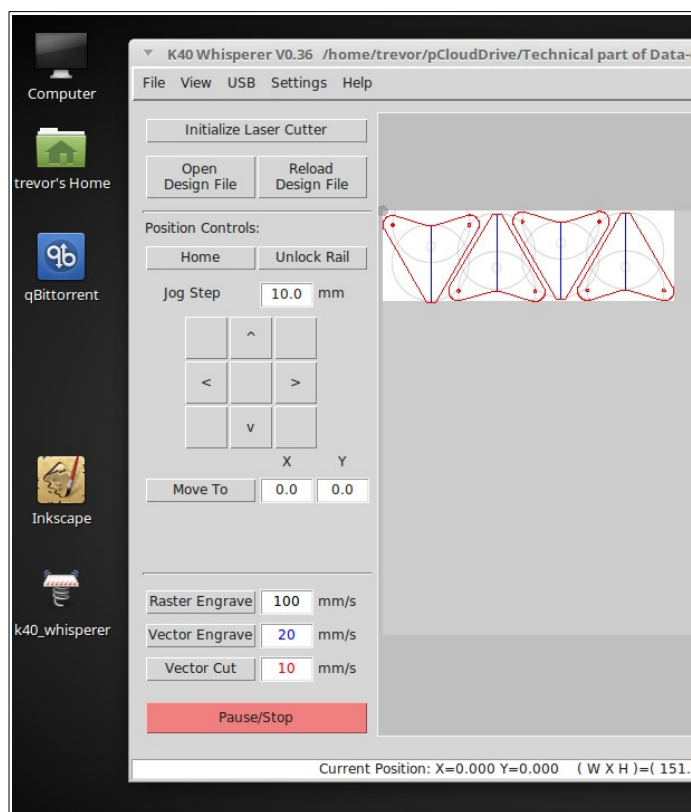 Computer
trevor's Home
qBittorrent
Inkscape
k40_whisperer
K40 Whisperer V0.36 /home/trevor/pCloudDrive/Technical part of Data-
File View USB Settings Help
Initialize Laser Cutter
Open
Design File
Reload
Design File
Position Controls:
Home Unlock Rail
Jog Step 10.0 mm
^
< >
v
X Y
Move To 0.0 0.0
Raster Engrave 100 mm/s
Vector Engrave 20 mm/s
Vector Cut 10 mm/s
Pause/Stop
Current Position: X=0.000 Y=0.000 ( W X H )=( 151.